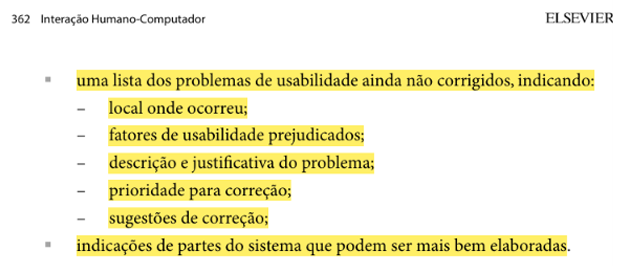 362 Interação Humano-Computador ELSEVIER
▪ uma lista dos problemas de usabilidade ainda não corrigidos, indicando:
– local onde ocorreu;
– fatores de usabilidade prejudicados;
– descrição e justificativa do problema;
– prioridade para correção;
– sugestões de correção;
▪ indicações de partes do sistema que podem ser mais bem elaboradas.